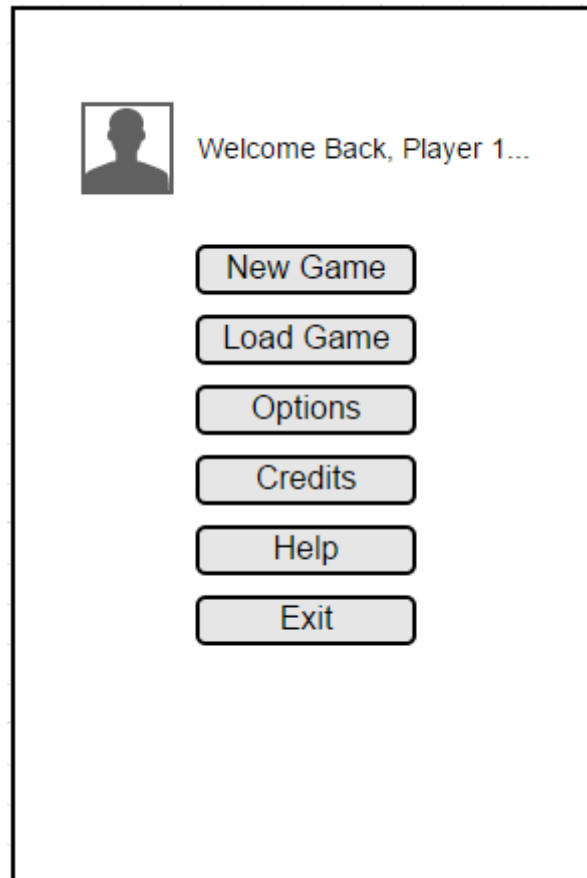 Welcome Back, Player 1...
New Game
Load Game
Options
Credits
Help
Exit